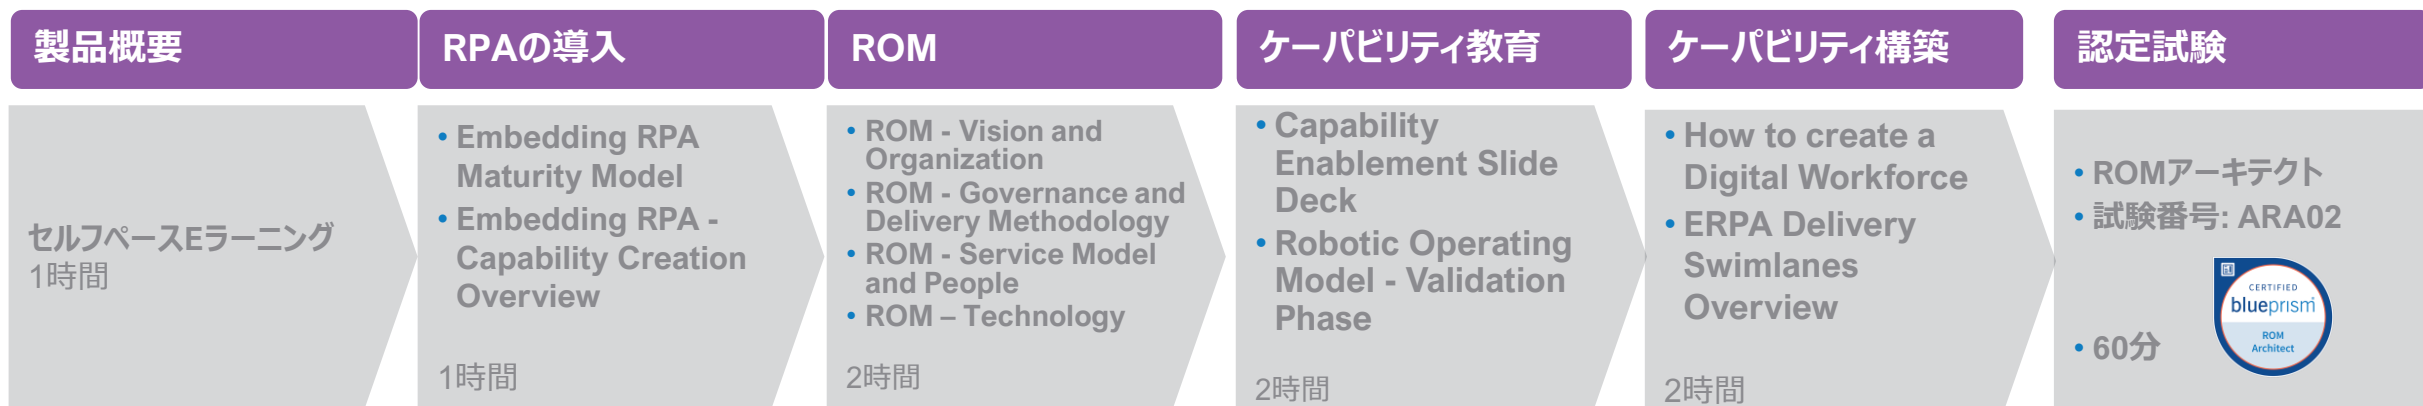 製品概要
セルフペースEラーニング
1時間
RPAの導入
• Embedding RPA
Maturity Model
• Embedding RPA -
Capability Creation
Overview
1時間
ROM
• ROM - Vision and
Organization
• ROM - Governance and
Delivery Methodology
• ROM - Service Model
and People
• ROM – Technology
2時間
ケーパビリティ教育
• Capability
Enablement Slide
Deck
• Robotic Operating
Model - Validation
Phase
2時間
ケーパビリティ構築
• How to create a
Digital Workforce
• ERPA Delivery
Swimlanes
Overview
2時間
認定試験
• ROMアーキテクト
• 試験番号: ARA02
• 60分
CERTIFIED
blueprism
ROM
Architect